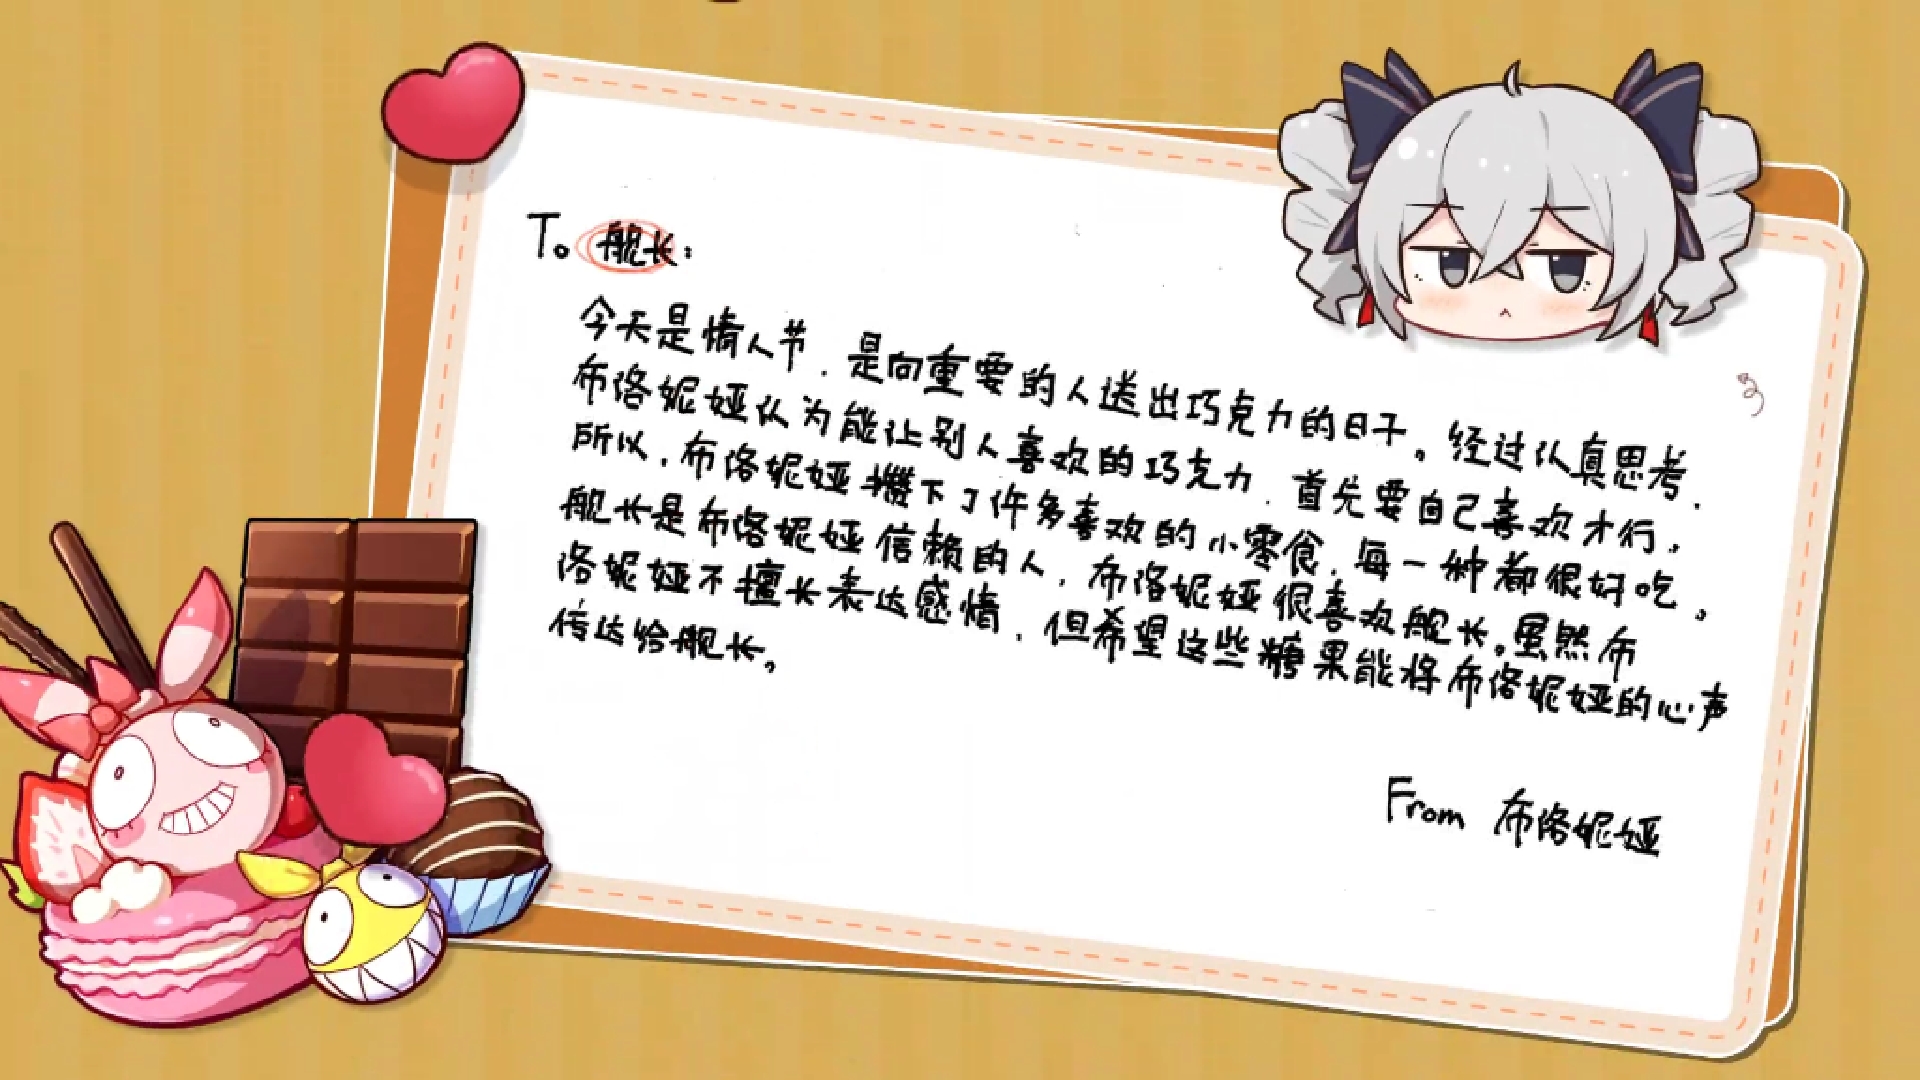 To 舰长:
今天是情人节,是向重要的人送出巧克力的日子。经过认真思考,
布洛妮娅认为能让别人喜欢的巧克力,首先要自己喜欢才行。
所以,布洛妮娅攒下了许多喜欢的小零食,每一种都很好吃。
舰长是布洛妮娅信赖的人,布洛妮娅很喜欢舰长。虽然布
洛妮娅不擅长表达感情,但希望这些糖果能将布洛妮娅的心声
传达给舰长。
From 布洛妮娅